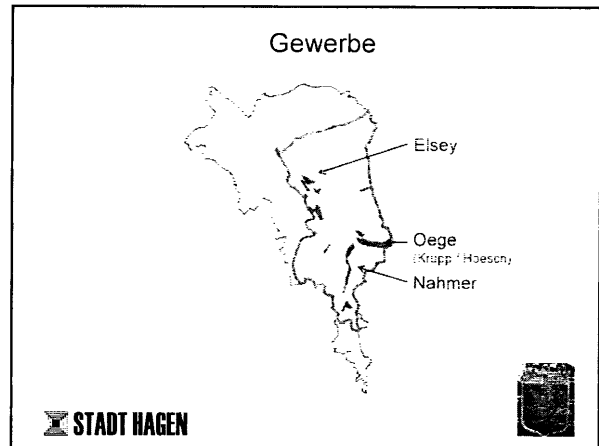 Gewerbe
Elsey
Oege
(Krupp / Hoesch)
Nahmer
STADT HAGEN